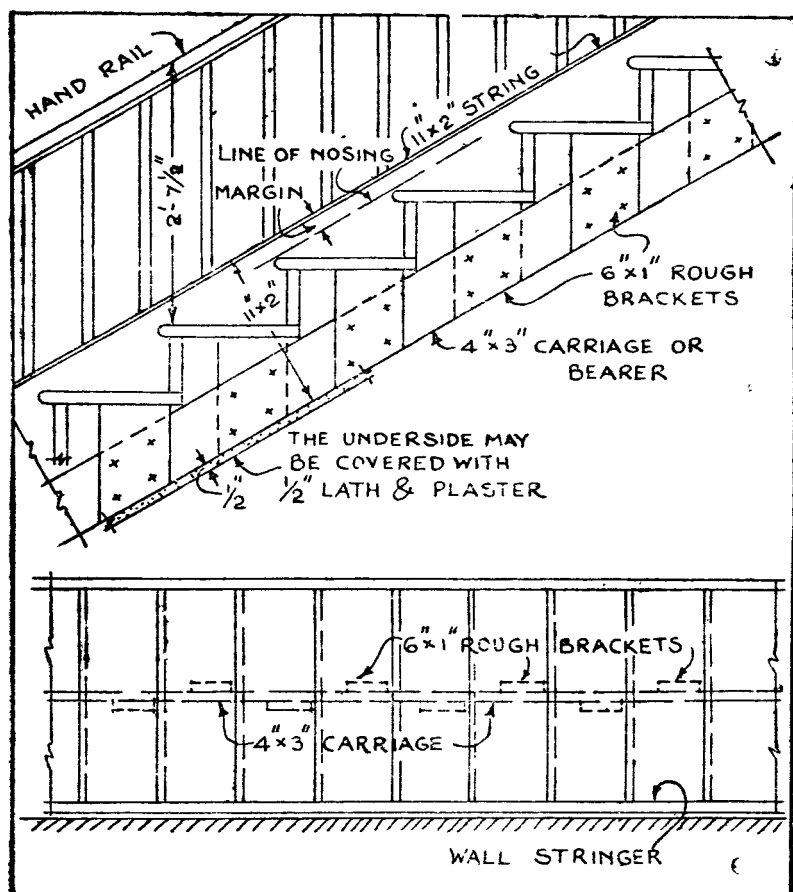 HAND RAIL
2'-7½"
11"×2" STRING
LINE OF NOSING
MARGIN
11"×2"
6"×1" ROUGH
BRACKETS
4"×3" CARRIAGE OR
BEARER
THE UNDERSIDE MAY
BE COVERED WITH
½" LATH & PLASTER
½"
6"×1" ROUGH BRACKETS
4"×3" CARRIAGE
WALL STRINGER